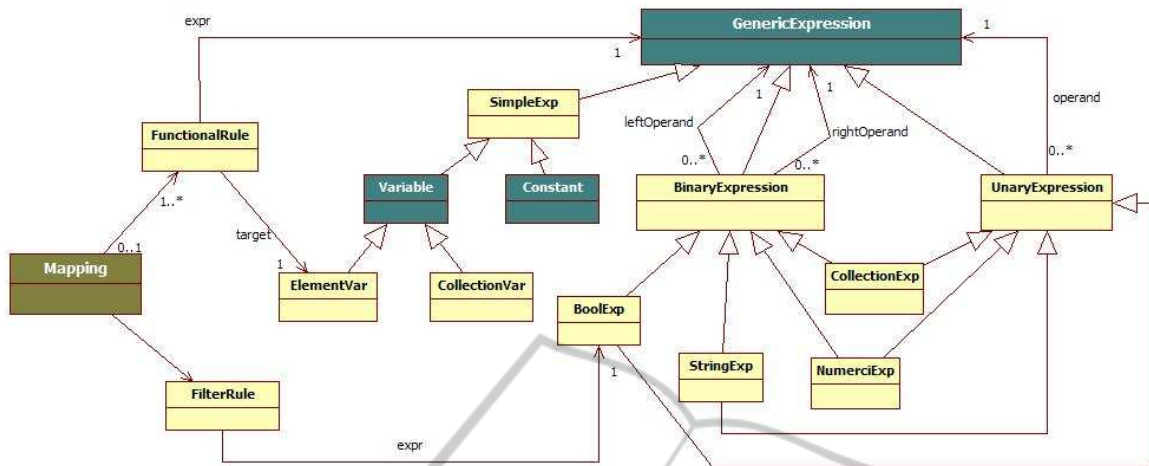 expr
GenericExpression
1
1
SimpleExp
1
1
operand
leftOperand
rightOperand
FunctionalRule
0..*
0..*
0..*
Variable
Constant
BinaryExpression
UnaryExpression
1..*
target
0..1
1
Mapping
ElementVar
CollectionVar
CollectionExp
BoolExp
1
StringExp
NumerciExp
FilterRule
expr